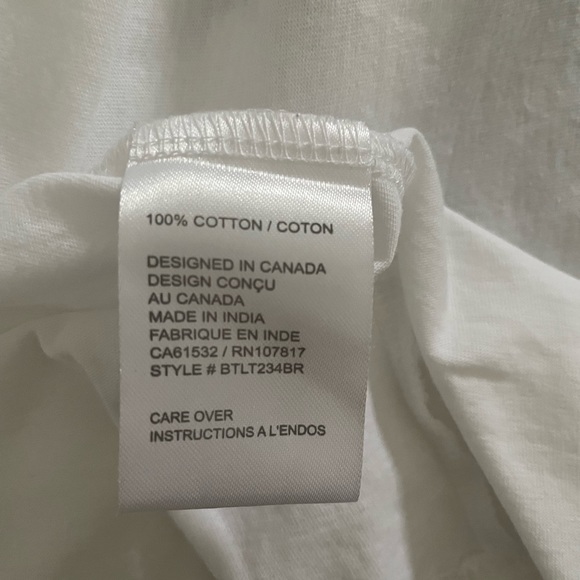 100% COTTON / COTON
DESIGNED IN CANADA
DESIGN CONÇU
AU CANADA
MADE IN INDIA
FABRIQUE EN INDE
CA61532 / RN107817
STYLE # BTLT234BR
CARE OVER
INSTRUCTIONS A L'ENDOS